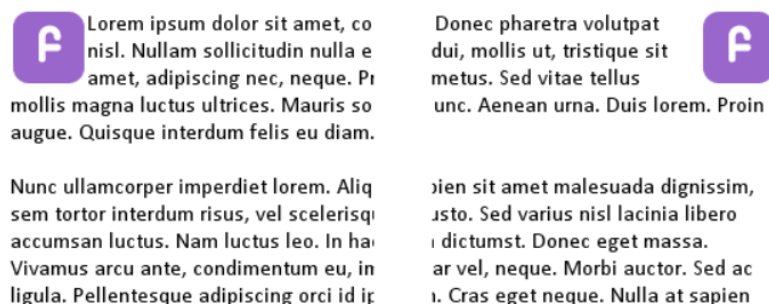 Lorem ipsum dolor sit amet, co
nisl. Nullam sollicitudin nulla e
amet, adipiscing nec, neque. Pr
mollis magna luctus ultrices. Mauris so
augue. Quisque interdum felis eu diam.
Nunc ullamcorper imperdiet lorem. Aliq
sem tortor interdum risus, vel scelerisqu
accumsan luctus. Nam luctus leo. In ha
Vivamus arcu ante, condimentum eu, in
ligula. Pellentesque adipiscing orci id ip
Donec pharetra volutpat
dui, mollis ut, tristique sit
metus. Sed vitae tellus
unc. Aenean urna. Duis lorem. Proin
pien sit amet malesuada dignissim,
usto. Sed varius nisl lacinia libero
dictumst. Donec eget massa.
ar vel, neque. Morbi auctor. Sed ac
Cras eget neque. Nulla at sapien